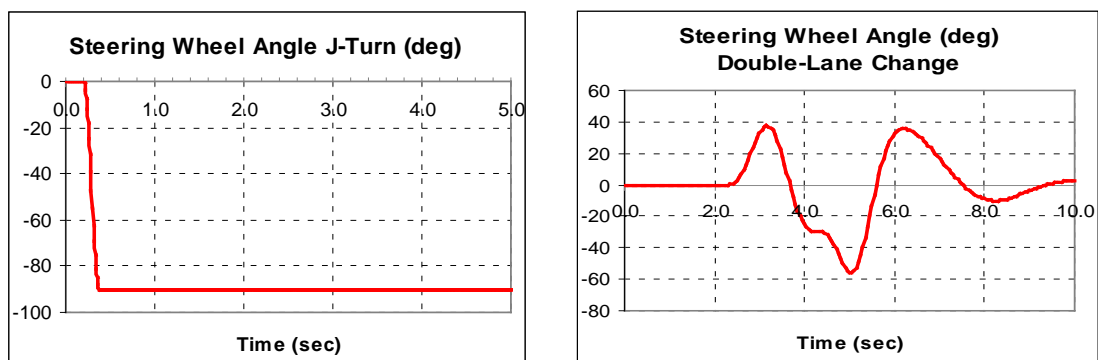 Steering Wheel Angle J-Turn (deg)
0
0.0 1.0 2.0 3.0 4.0 5.0
-20
-40
-60
-80
-100
Time (sec)
Steering Wheel Angle (deg)
Double-Lane Change
60
40
20
0
0.0 2.0 4.0 6.0 8.0 10.0
-20
-40
-60
-80
Time (sec)